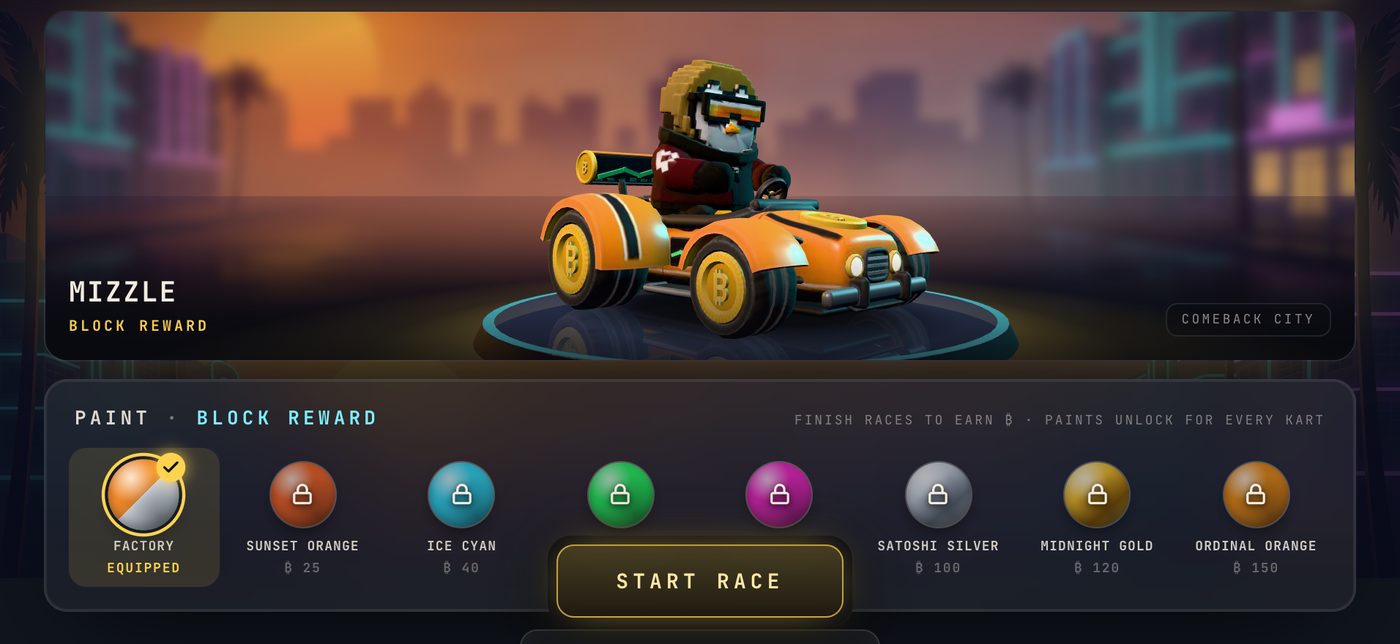 MIZZLE
BLOCK REWARD
COMEBACK CITY
PAINT · BLOCK REWARD
FINISH RACES TO EARN ₿ · PAINTS UNLOCK FOR EVERY KART
FACTORY
EQUIPPED
SUNSET ORANGE
₿ 25
ICE CYAN
₿ 40
SATOSHI SILVER
₿ 100
MIDNIGHT GOLD
₿ 120
ORDINAL ORANGE
₿ 150
START RACE